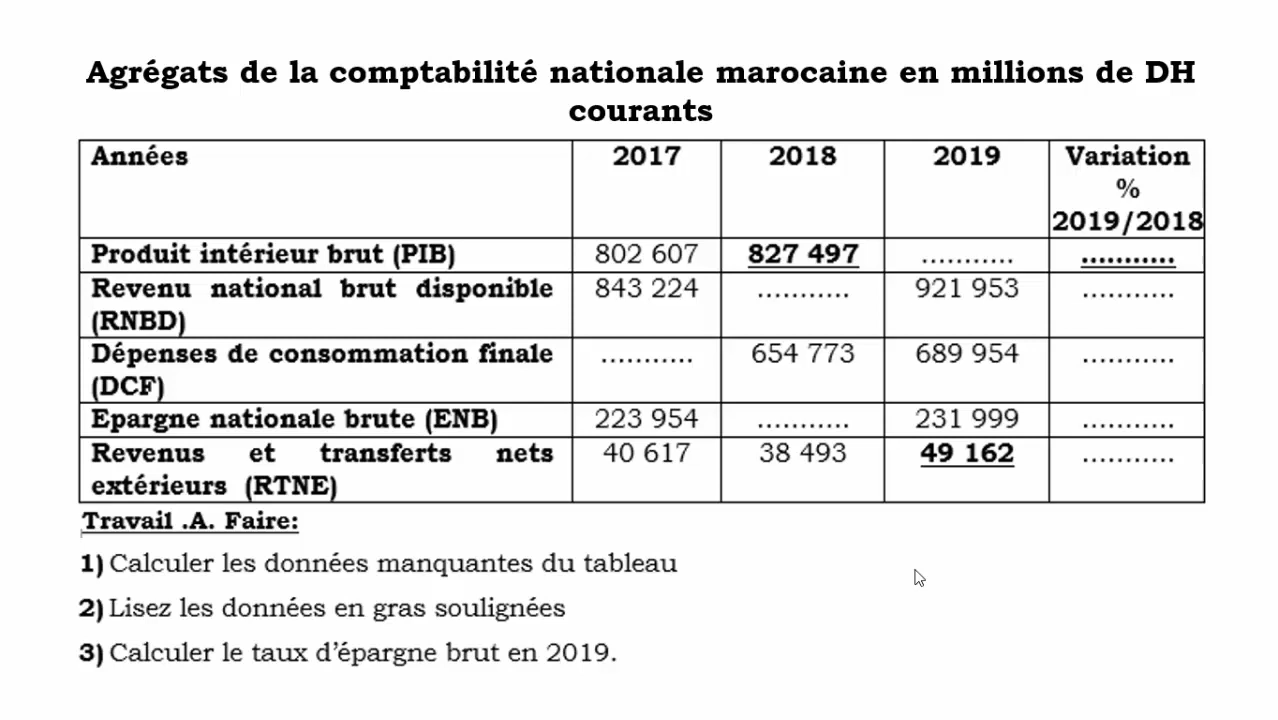 Agrégats de la comptabilité nationale marocaine en millions de DH
courants
Années 2017 2018 2019 Variation
%
2019/2018
Produit intérieur brut (PIB) 802 607 827 497 ........... ...........
Revenu national brut disponible 843 224 ........... 921 953 ...........
(RNBD)
Dépenses de consommation finale ........... 654 773 689 954 ...........
(DCF)
Epargne nationale brute (ENB) 223 954 ........... 231 999 ...........
Revenus et transferts nets 40 617 38 493 49 162 ...........
extérieurs (RTNE)
Travail .A. Faire:
1) Calculer les données manquantes du tableau
2) Lisez les données en gras soulignées
3) Calculer le taux d'épargne brut en 2019.